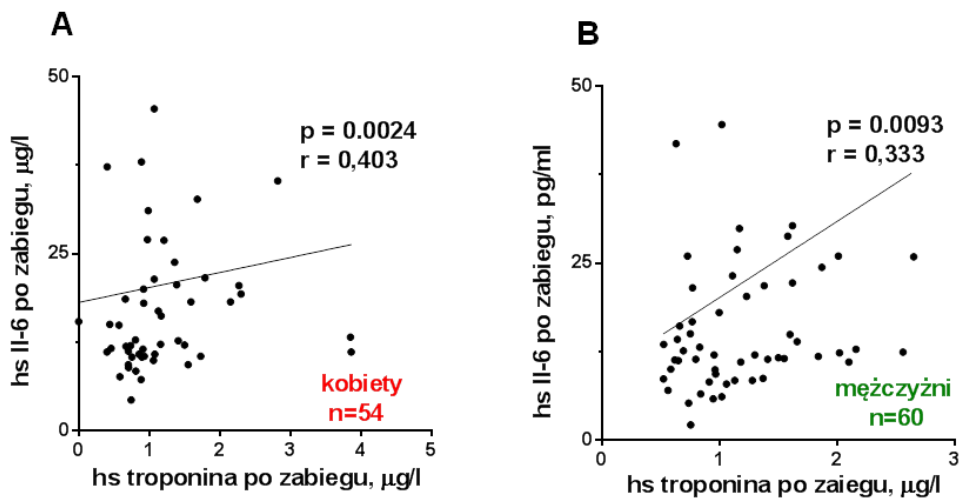 A
50
25
0
hs Il-6 po zabiegu, μg/l
p = 0.0024
r = 0,403
kobiety
n=54
0 1 2 3 4 5
hs troponina po zabiegu, μg/l
B
50
25
0
hs Il-6 po zabiegu, pg/ml
p = 0.0093
r = 0,333
mężczyżni
n=60
0 1 2 3
hs troponina po zaiegu, μg/l